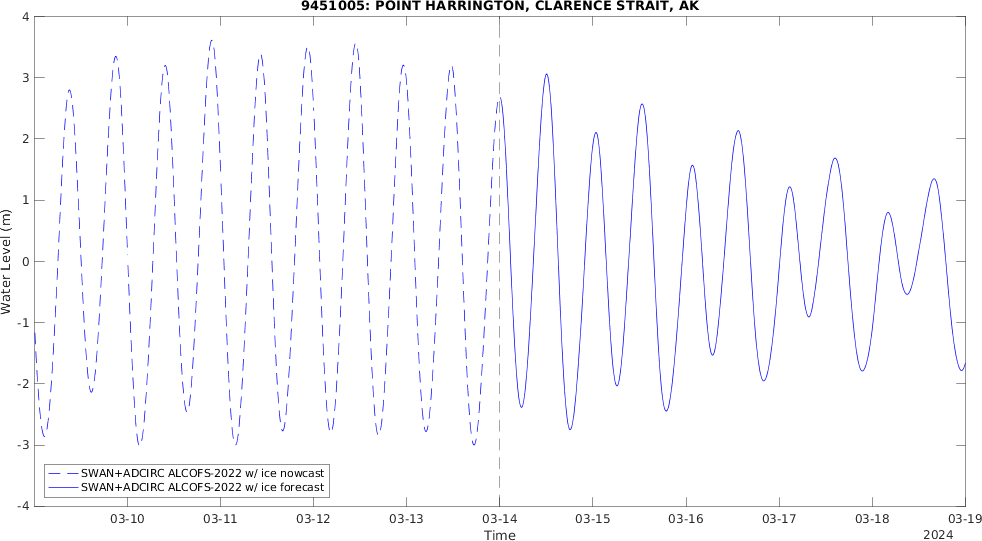 9451005: POINT HARRINGTON, CLARENCE STRAIT, AK
Water Level (m)
4
3
2
1
0
-1
-2
-3
-4
SWAN+ADCIRC ALCOFS-2022 w/ ice nowcast
SWAN+ADCIRC ALCOFS-2022 w/ ice forecast
03-10 03-11 03-12 03-13 03-14 03-15 03-16 03-17 03-18 03-19
Time
2024